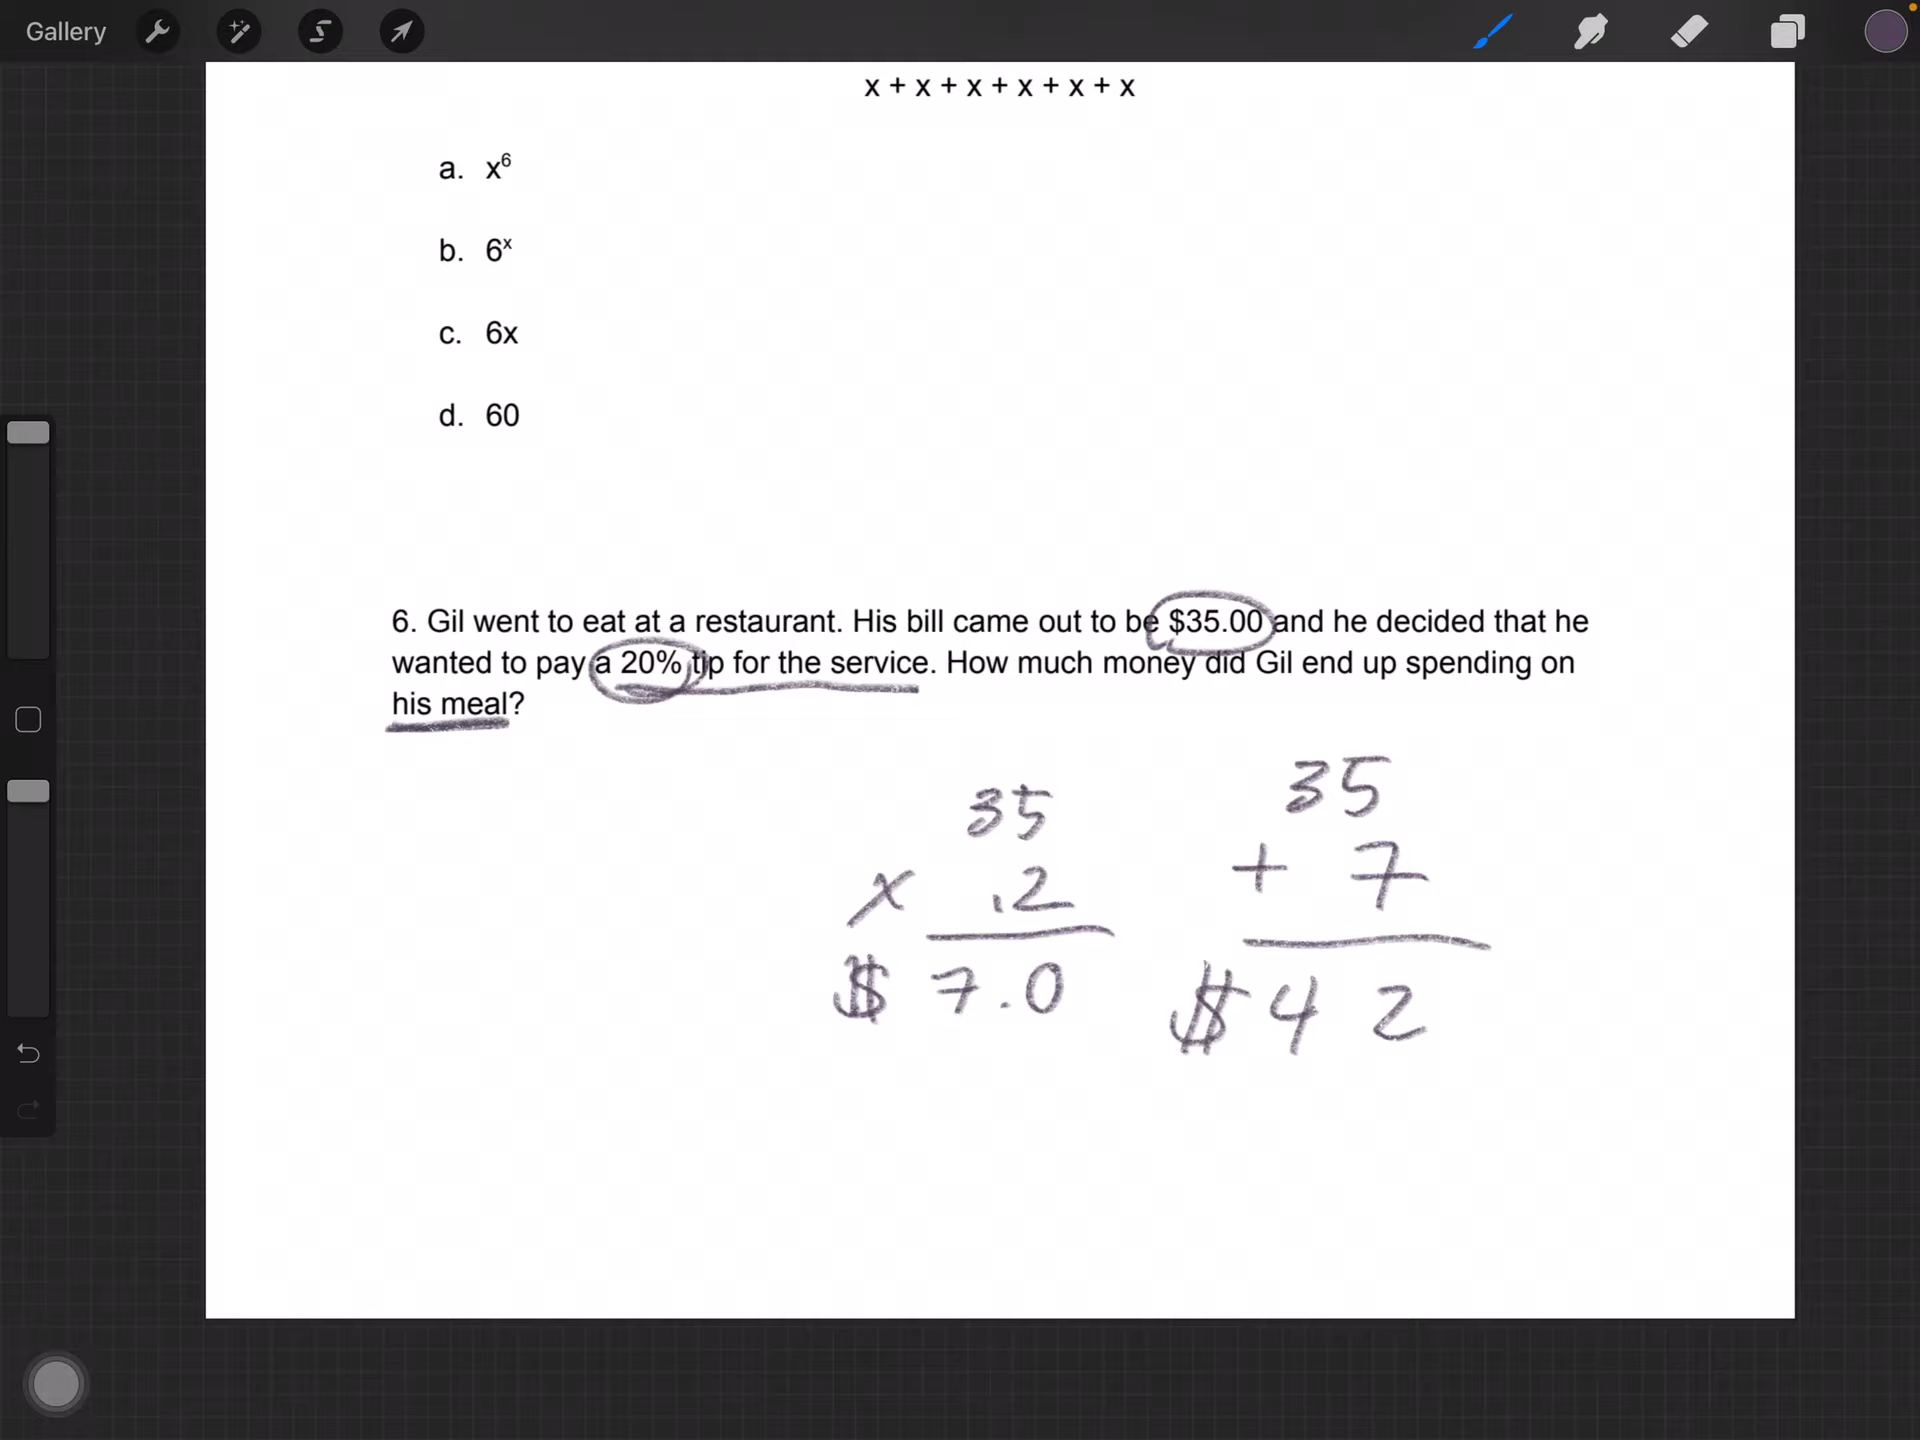 Gallery
x + x + x + x + x + x
a. x⁶
b. 6ˣ
c. 6x
d. 60
6. Gil went to eat at a restaurant. His bill came out to be $35.00 and he decided that he
wanted to pay a 20% tip for the service. How much money did Gil end up spending on
his meal?
35
x .2
$ 7.0
35
+ 7
$ 42